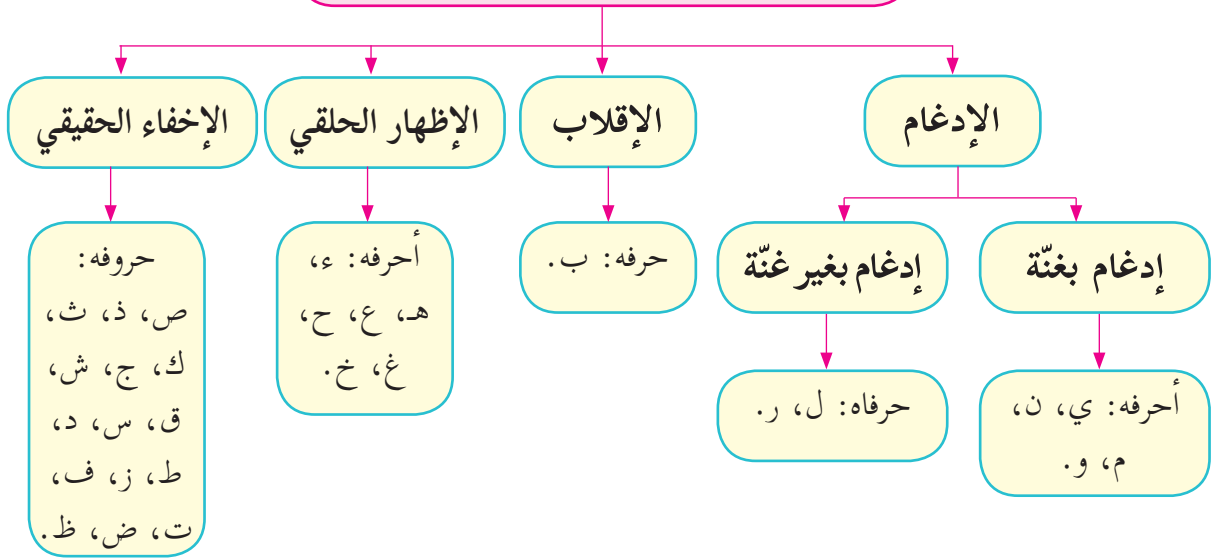 الإدغام
الإقلاب
الإظهار الحلقي
الإخفاء الحقيقي
إدغام بغنّة
إدغام بغير غنّة
حرفه: ب.
أحرفه: ء،
هـ، ع، ح،
غ، خ.
حروفه:
ص، ذ، ث،
ك، ج، ش،
ق، س، د،
ط، ز، ف،
ت، ض، ظ.
أحرفه: ي، ن،
م، و.
حرفاه: ل، ر.